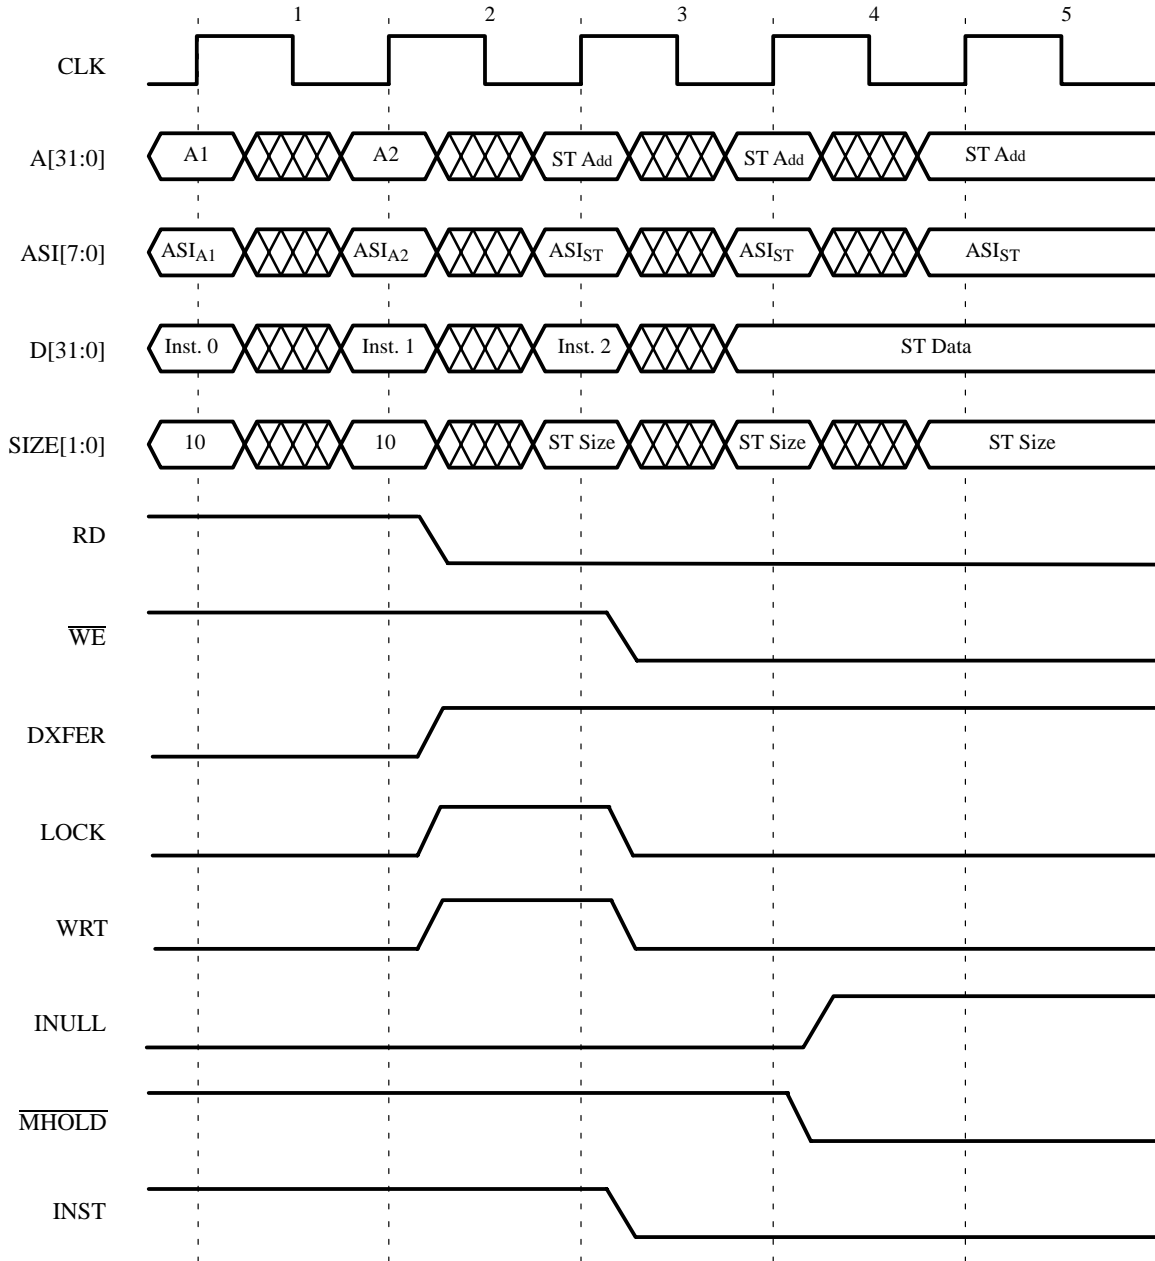 1 2 3 4 5
CLK
A[31:0] A1 A2 ST Add ST Add ST Add
ASI[7:0] ASIA1 ASIA2 ASIST ASIST ASIST
D[31:0] Inst. 0 Inst. 1 Inst. 2 ST Data
SIZE[1:0] 10 10 ST Size ST Size ST Size
RD
WE
DXFER
LOCK
WRT
INULL
MHOLD
INST